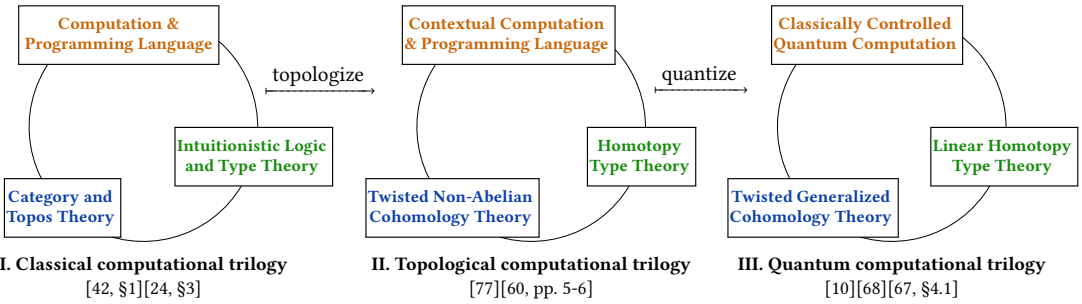 Computation &
Programming Language
Intuitionistic Logic
and Type Theory
Category and
Topos Theory
I. Classical computational trilogy
[42, §1][24, §3]
topologize
Contextual Computation
& Programming Language
Homotopy
Type Theory
Twisted Non-Abelian
Cohomology Theory
II. Topological computational trilogy
[77][60, pp. 5-6]
quantize
Classically Controlled
Quantum Computation
Linear Homotopy
Type Theory
Twisted Generalized
Cohomology Theory
III. Quantum computational trilogy
[10][68][67, §4.1]